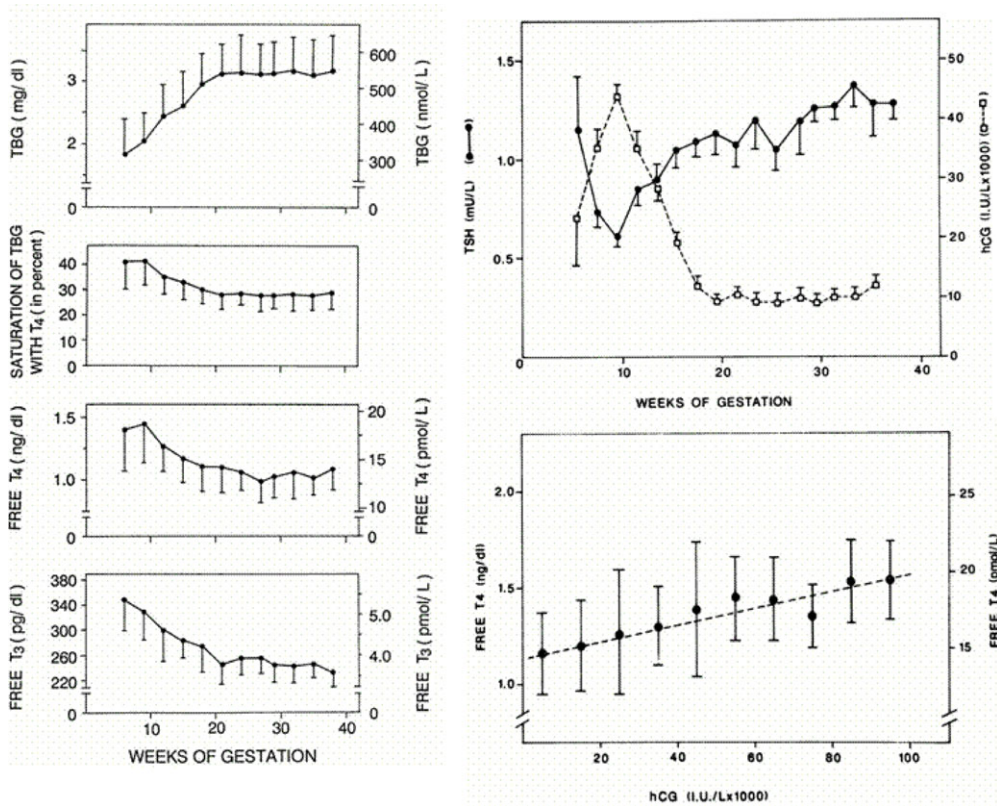 TBG (mg/ dl)
3
2
0
600
500
400
300
0
TBG (nmol/ L)
SATURATION OF TBG
WITH T4 (in percent)
40
30
20
10
0
FREE T4 ( ng/ dl)
1.5
1.0
0
20
15
10
0
FREE T4 ( pmol/ L)
FREE T3 ( pg/ dl)
380
340
300
260
220
0
5.0
4.0
0
FREE T3 ( pmol/ L)
10 20 30 40
WEEKS OF GESTATION
TSH (mU/L)
1.5
1.0
0.5
50
40
30
20
10
0
hCG (I.U./Lx1000)
0 10 20 30 40
WEEKS OF GESTATION
FREE T4 (ng/dl)
2.0
1.5
1.0
25
20
15
FREE T4 (pmol/L)
20 40 60 80 100
hCG (I.U./Lx1000)